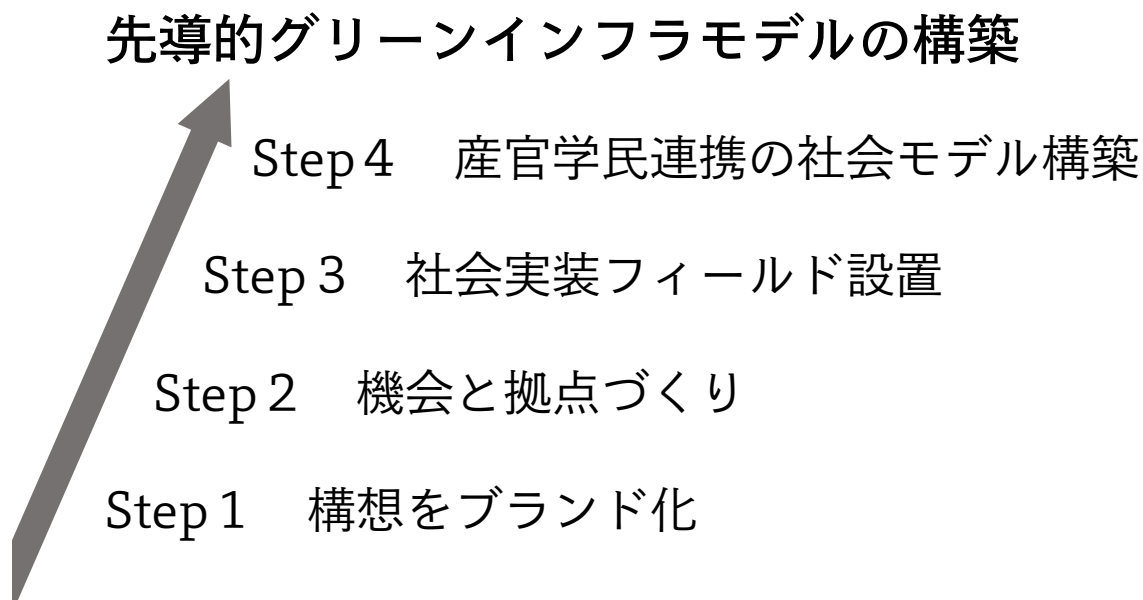 先導的グリーンインフラモデルの構築
Step４　産官学民連携の社会モデル構築
Step３　社会実装フィールド設置
Step２　機会と拠点づくり
Step１　構想をブランド化